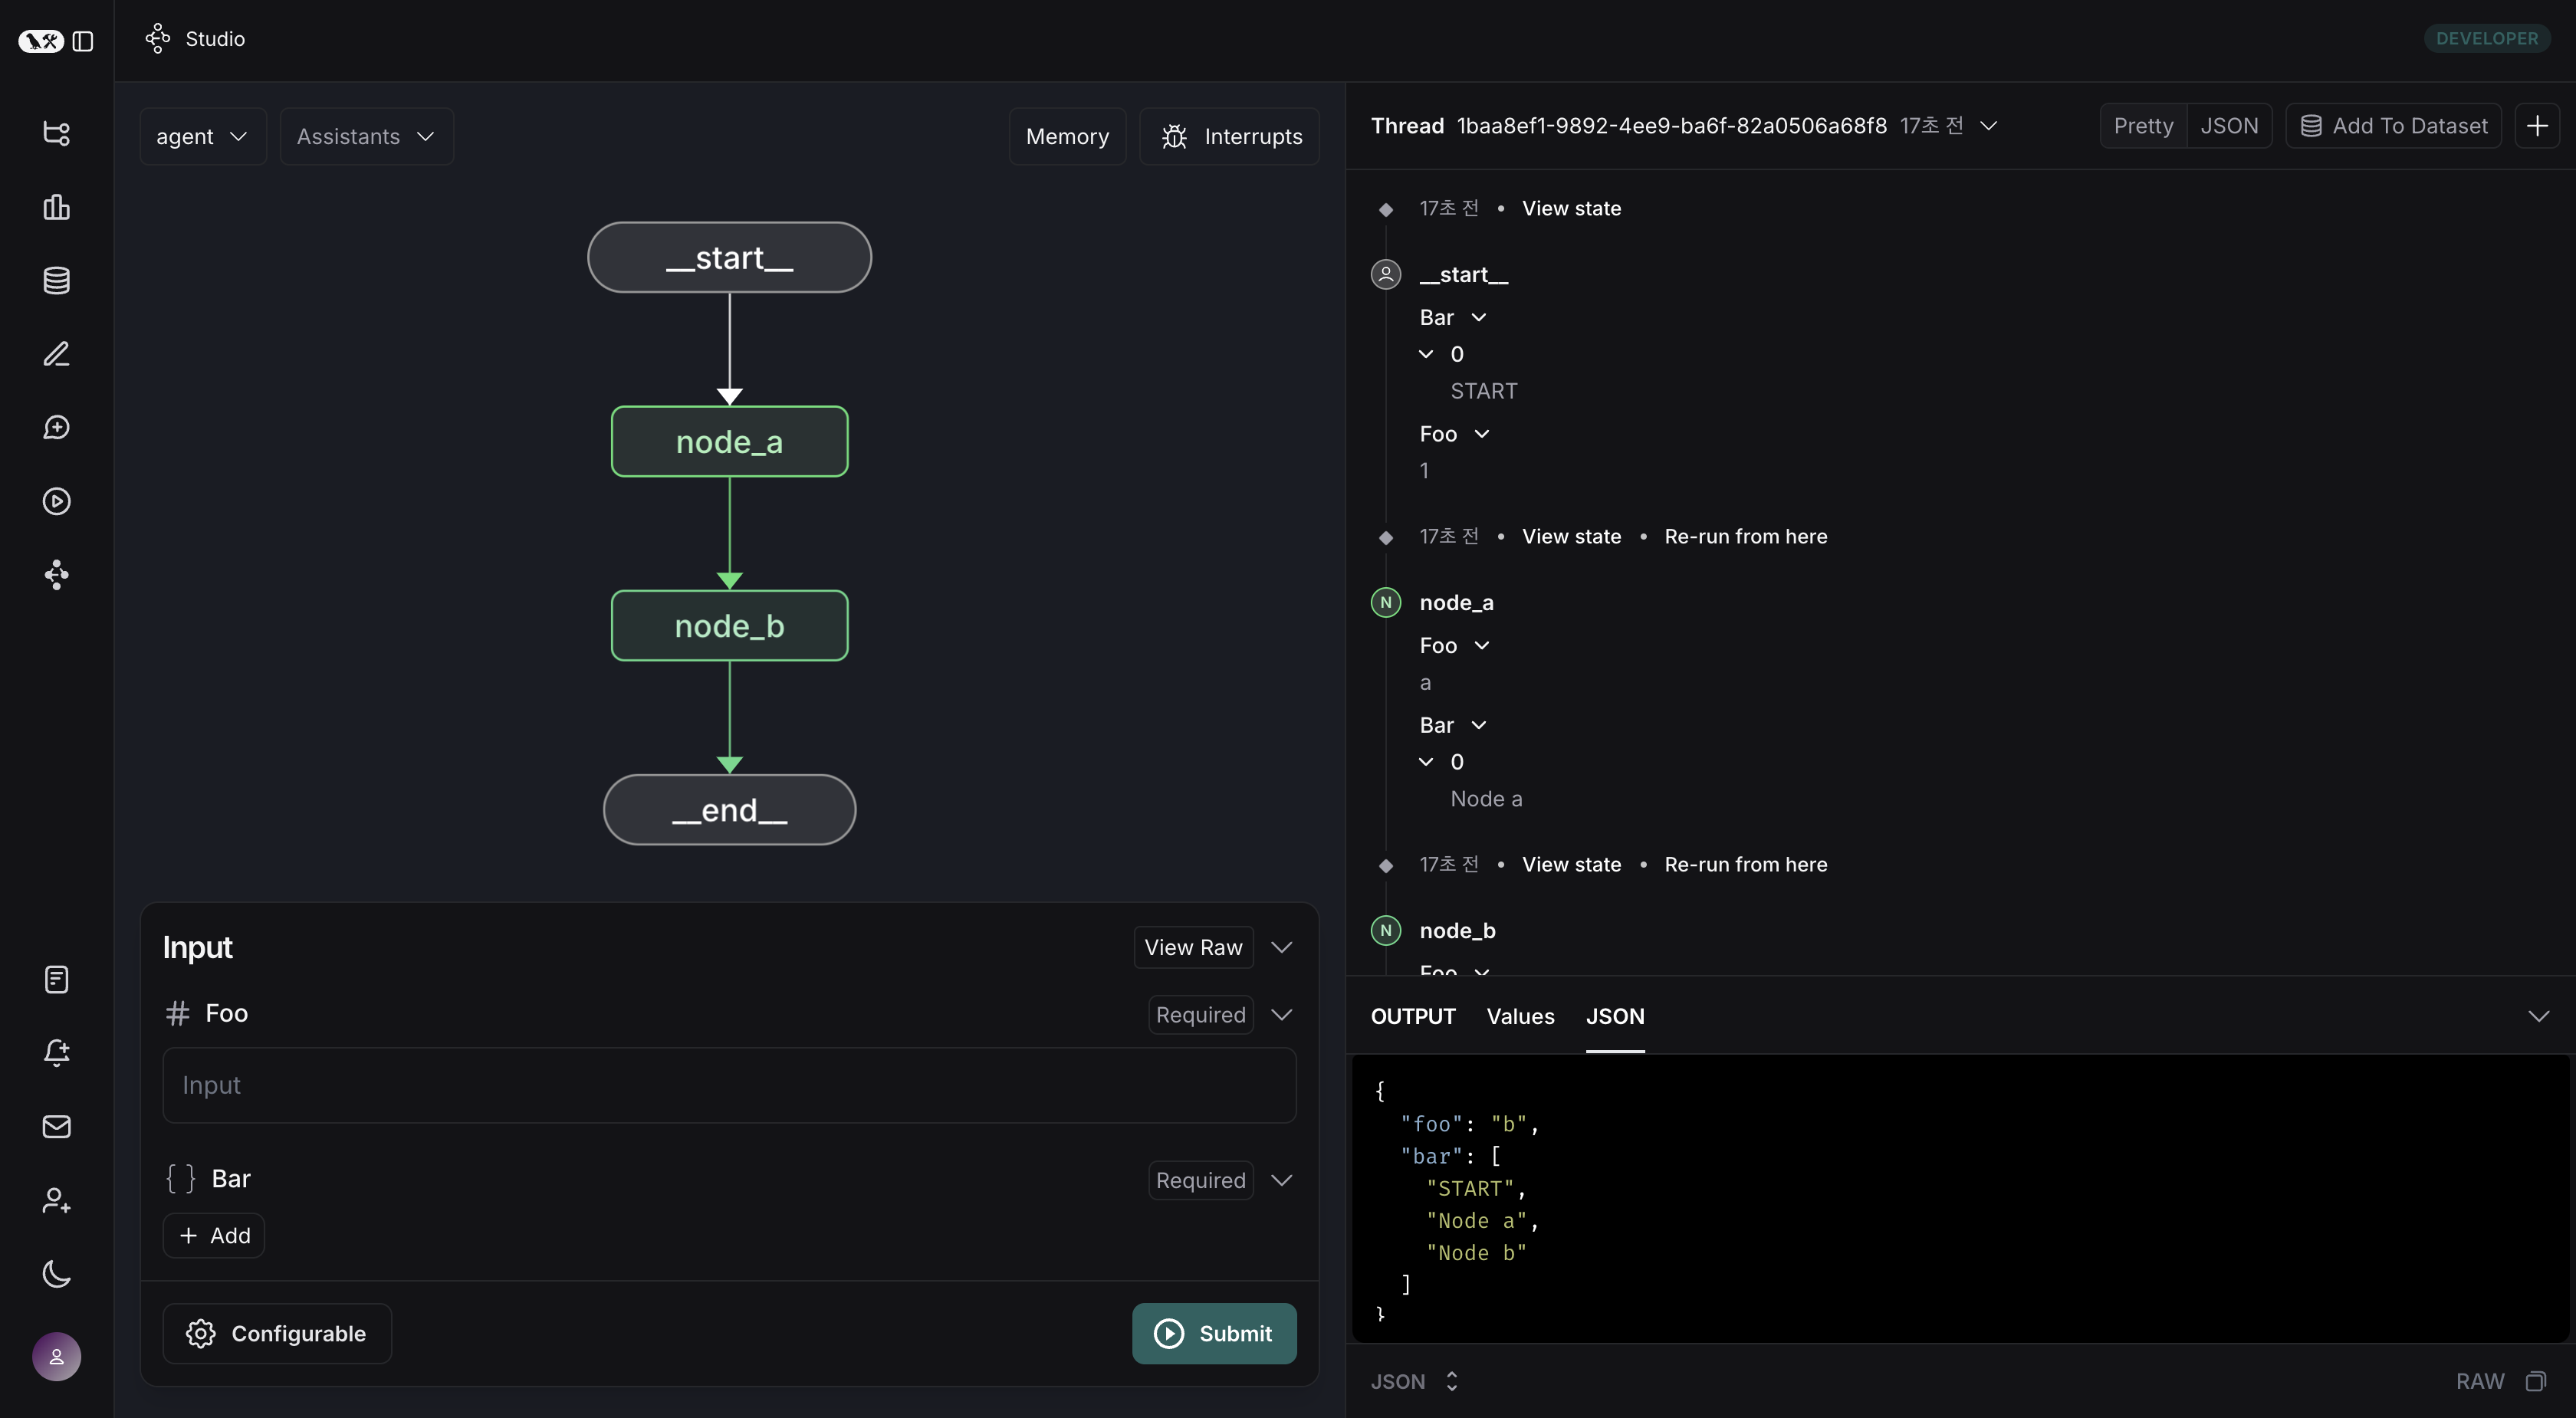 Studio
DEVELOPER
agent
Assistants
Memory
Interrupts
__start__
node_a
node_b
__end__
Input
View Raw
# Foo
Required
Input
{ } Bar
Required
+ Add
Configurable
Submit
Thread 1baa8ef1-9892-4ee9-ba6f-82a0506a68f8 17초 전
Pretty
JSON
Add To Dataset
+
17초 전 • View state
__start__
Bar
0
START
Foo
1
17초 전 • View state • Re-run from here
N node_a
Foo
a
Bar
0
Node a
17초 전 • View state • Re-run from here
N node_b
Foo
OUTPUT Values JSON
{
"foo": "b",
"bar": [
"START",
"Node a",
"Node b"
]
}
JSON
RAW